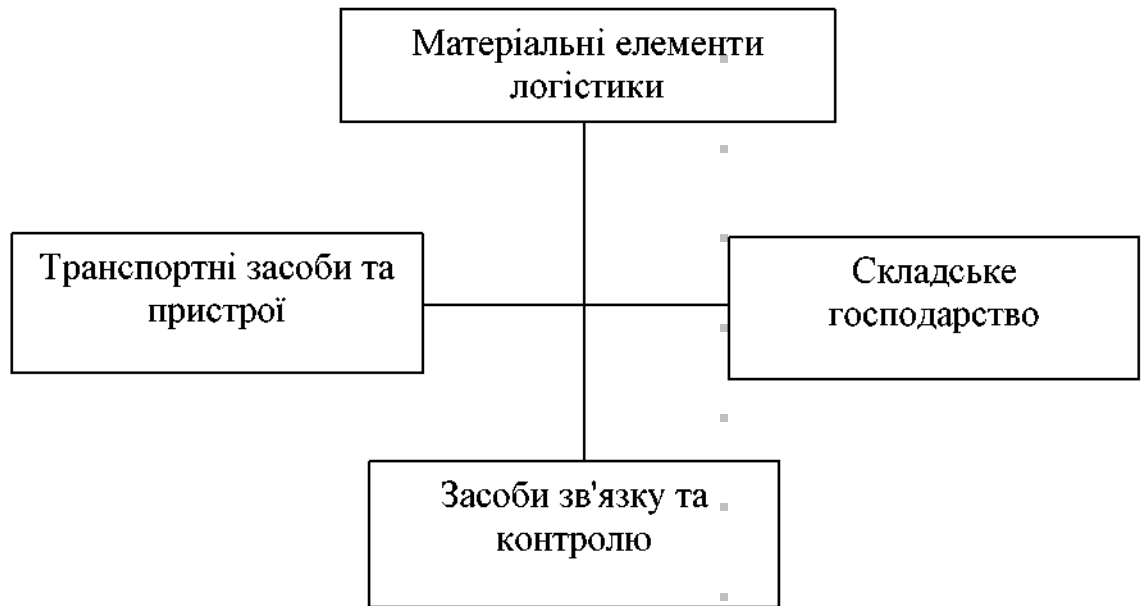 Матеріальні елементи
логістики
Транспортні засоби та
пристрої
Складське
господарство
Засоби зв'язку та
контролю